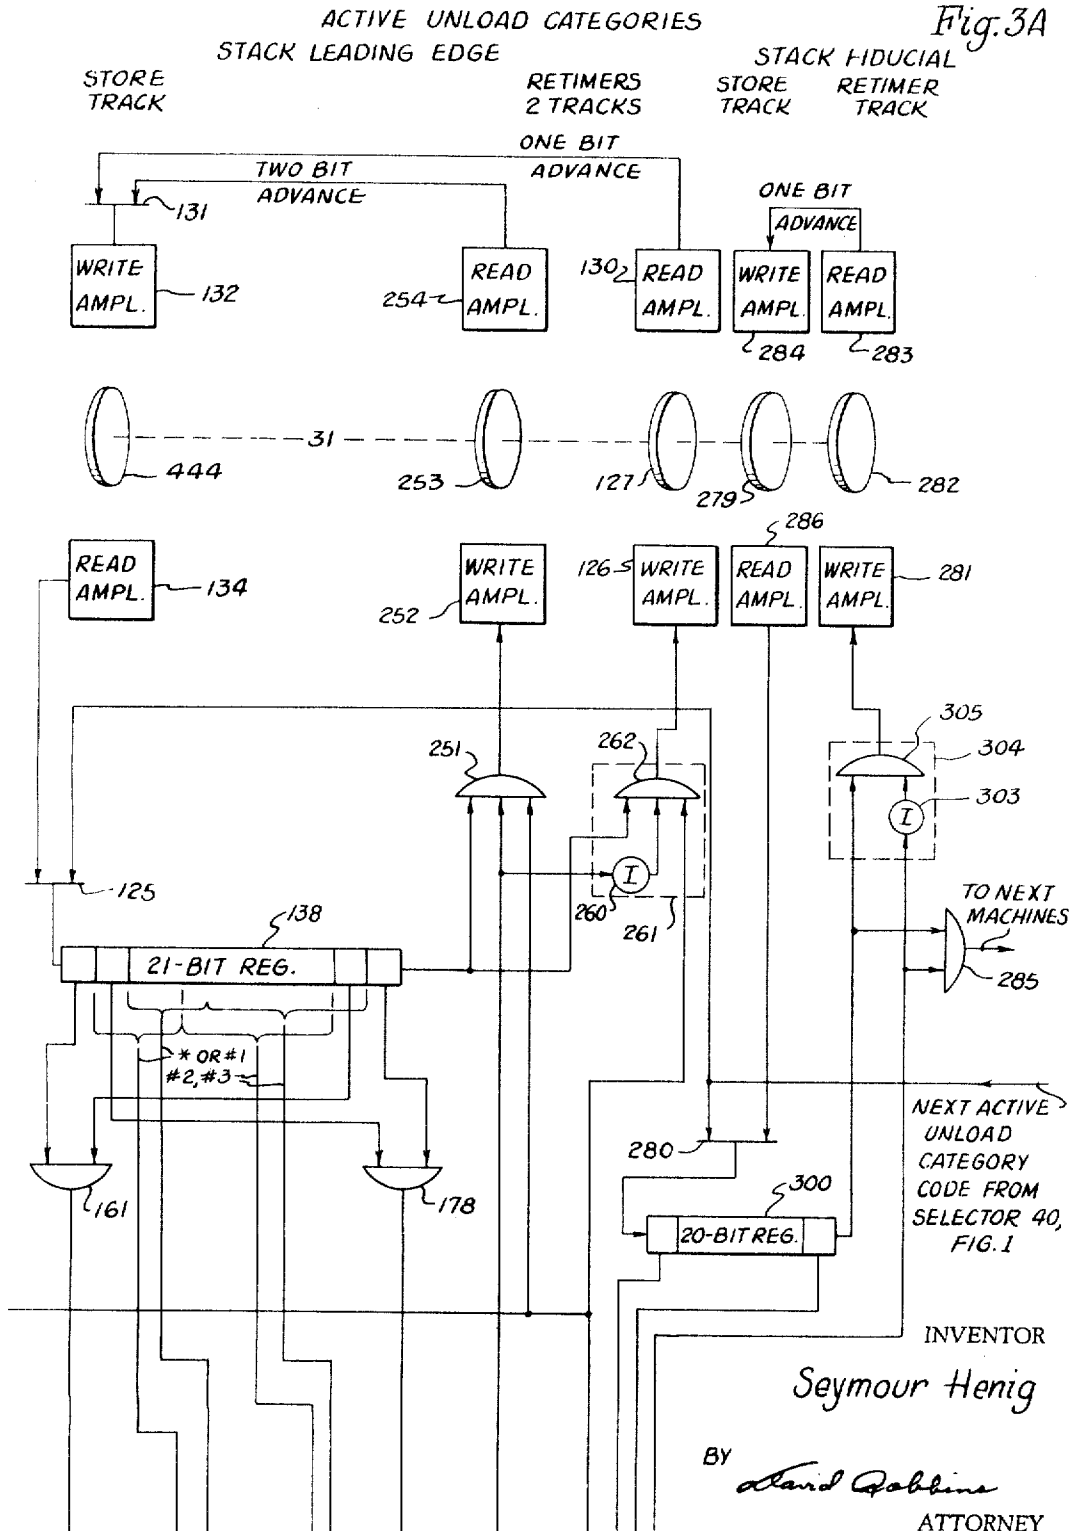 ACTIVE UNLOAD CATEGORIES
Fig.3A
STACK LEADING EDGE
STACK FIDUCIAL
STORE
TRACK
RETIMERS
2 TRACKS
STORE
TRACK
RETIMER
TRACK
ONE BIT
ADVANCE
TWO BIT
ADVANCE
ONE BIT
ADVANCE
131
WRITE
AMPL.
132
254
READ
AMPL.
130
READ
AMPL.
WRITE
AMPL.
READ
AMPL.
284
283
31
444
253
127
279
282
286
READ
AMPL.
134
WRITE
AMPL.
252
126
WRITE
AMPL.
READ
AMPL.
WRITE
AMPL.
281
305
304
303
I
251
262
I
260
261
125
138
21-BIT REG.
TO NEXT
MACHINES
285
* OR #1
#2, #3
161
178
280
300
20-BIT REG.
NEXT ACTIVE
UNLOAD
CATEGORY
CODE FROM
SELECTOR 40,
FIG. 1
INVENTOR
Seymour Henig
BY
David Robbins
ATTORNEY